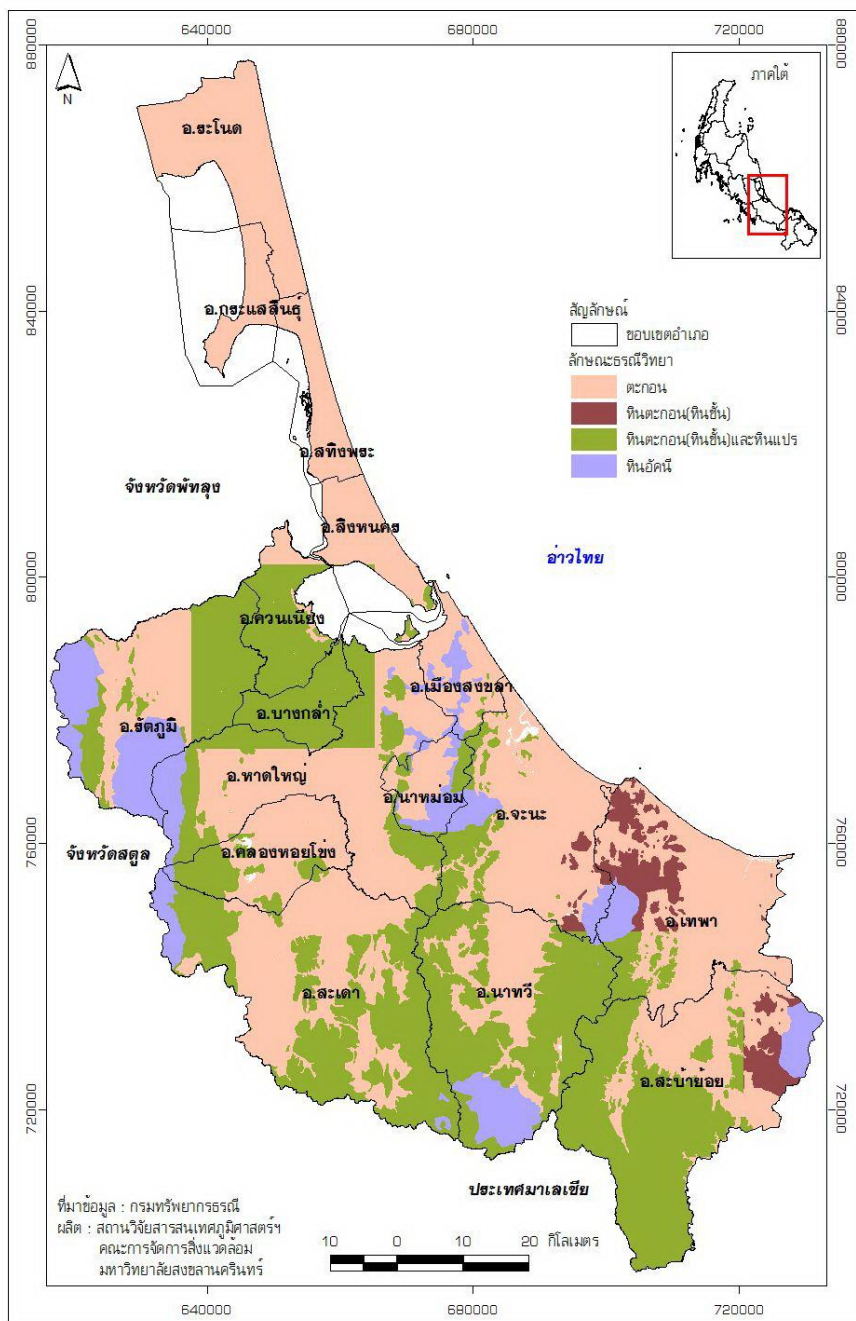 640000
680000
720000
880000
880000
N
ภาคใต้
อ.ระโนด
840000
840000
อ.กระแสสินธุ์
สัญลักษณ์
ขอบเขตอำเภอ
ลักษณะธรณีวิทยา
ตะกอน
หินตะกอน(หินชั้น)
หินตะกอน(หินชั้น)และหินแปร
หินอัคนี
อ.สทิงพระ
จังหวัดพัทลุง
อ.สิงหนคร
อ่าวไทย
800000
800000
อ.ควนเนียง
อ.เมืองสงขลา
อ.บางกล่ำ
อ.รัตภูมิ
อ.หาดใหญ่
อ.นาหม่อม
อ.จะนะ
760000
760000
จังหวัดสตูล
อ.คลองหอยโข่ง
อ.เทพา
อ.สะเดา
อ.นาทวี
อ.สะบ้าย้อย
720000
720000
ประเทศมาเลเซีย
ที่มาข้อมูล : กรมทรัพยากรธรณี
ผลิต : สถานวิจัยสารสนเทศภูมิศาสตร์ฯ
คณะการจัดการสิ่งแวดล้อม
มหาวิทยาลัยสงขลานครินทร์
10 0 10 20 กิโลเมตร
640000
680000
720000